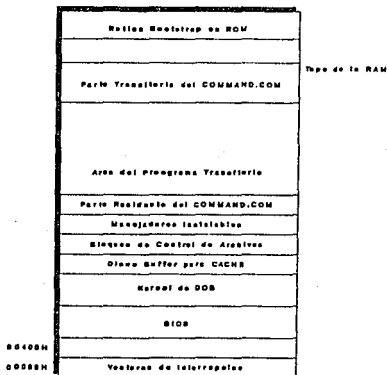 Rutina Bootstrap en ROM
Tope de la RAM
Parte Transitoria del COMMAND.COM
Area del Programa Transitorio
Parte Residente del COMMAND.COM
Manejadores Instalables
Bloques de Control de Archivos
Disco Buffer para CACHE
Kernel de DOS
BIOS
00400H
00000H
Vectores de Interrupcion